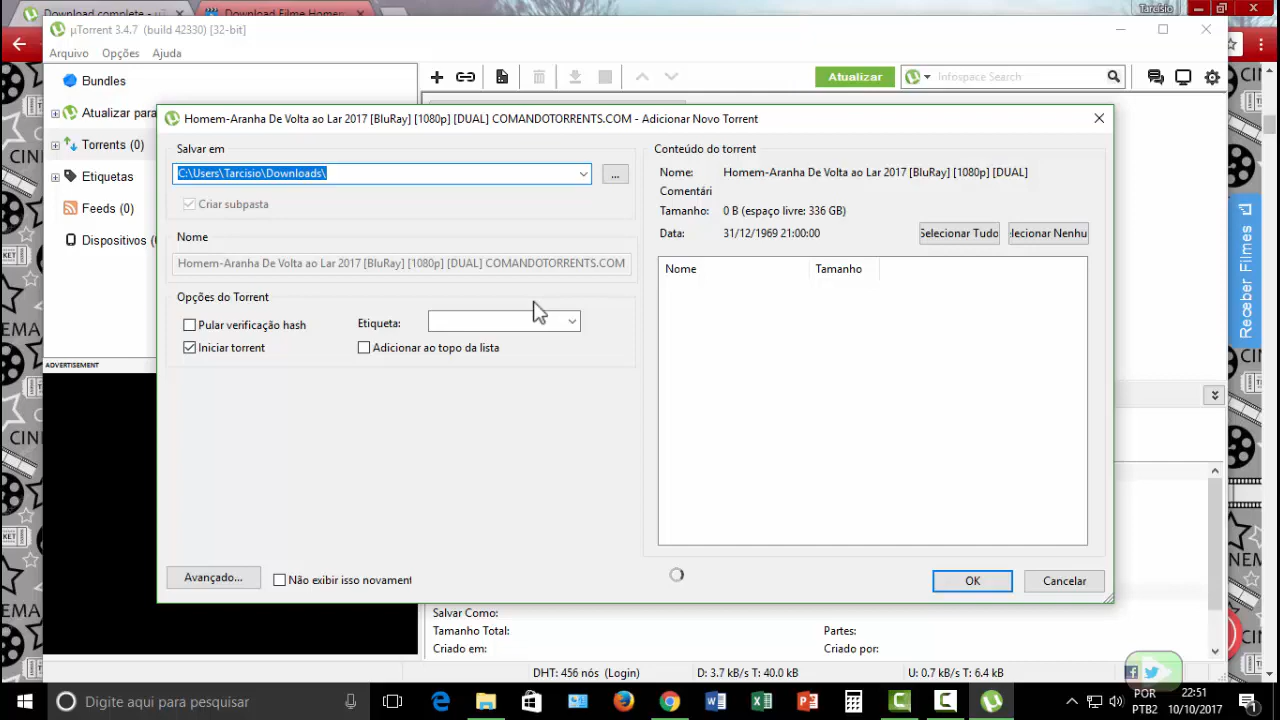 Download complete - µT
Download Filme Homem
Tarcisio
µTorrent 3.4.7 (build 42330) [32-bit]
Arquivo Opções Ajuda
Bundles
Atualizar para
Torrents (0)
Etiquetas
Feeds (0)
Dispositivos (
ADVERTISEMENT
Atualizar
Infospace Search
Homem-Aranha De Volta ao Lar 2017 [BluRay] [1080p] [DUAL] COMANDOTORRENTS.COM - Adicionar Novo Torrent
Salvar em
C:\Users\Tarcisio\Downloads\
...
Criar subpasta
Nome
Homem-Aranha De Volta ao Lar 2017 [BluRay] [1080p] [DUAL] COMANDOTORRENTS.COM
Opções do Torrent
Pular verificação hash
Etiqueta:
Iniciar torrent
Adicionar ao topo da lista
Avançado...
Não exibir isso novament
Conteúdo do torrent
Nome: Homem-Aranha De Volta ao Lar 2017 [BluRay] [1080p] [DUAL]
Comentári
Tamanho: 0 B (espaço livre: 336 GB)
Data: 31/12/1969 21:00:00
Selecionar Tudo
elecionar Nenhu
Nome Tamanho
OK
Cancelar
Receber Filmes
Salvar Como:
Tamanho Total:
Partes:
Criado em:
Criado por:
DHT: 456 nós (Login)
D: 3.7 kB/s T: 40.0 kB
U: 0.7 kB/s T: 6.4 kB
Digite aqui para pesquisar
POR
PTB2
22:51
10/10/2017